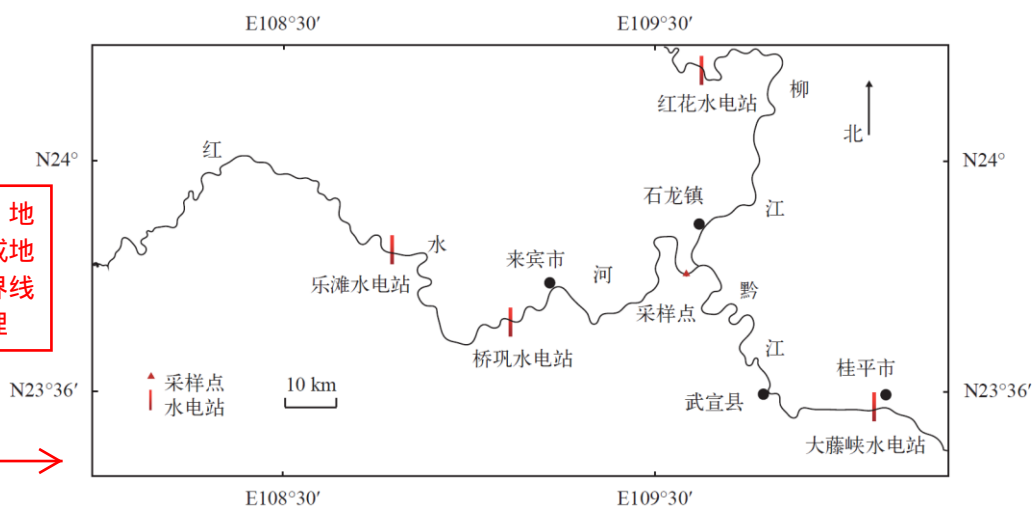 E108°30′ E109°30′
柳
红花水电站
北
红
N24° N24°
地
石龙镇
成地
江
界线
水
来宾市
河
乐滩水电站
黔
采样点
江
桥巩水电站
桂平市
采样点 10 km
N23°36′ N23°36′
水电站
武宣县
大藤峡水电站
E108°30′ E109°30′